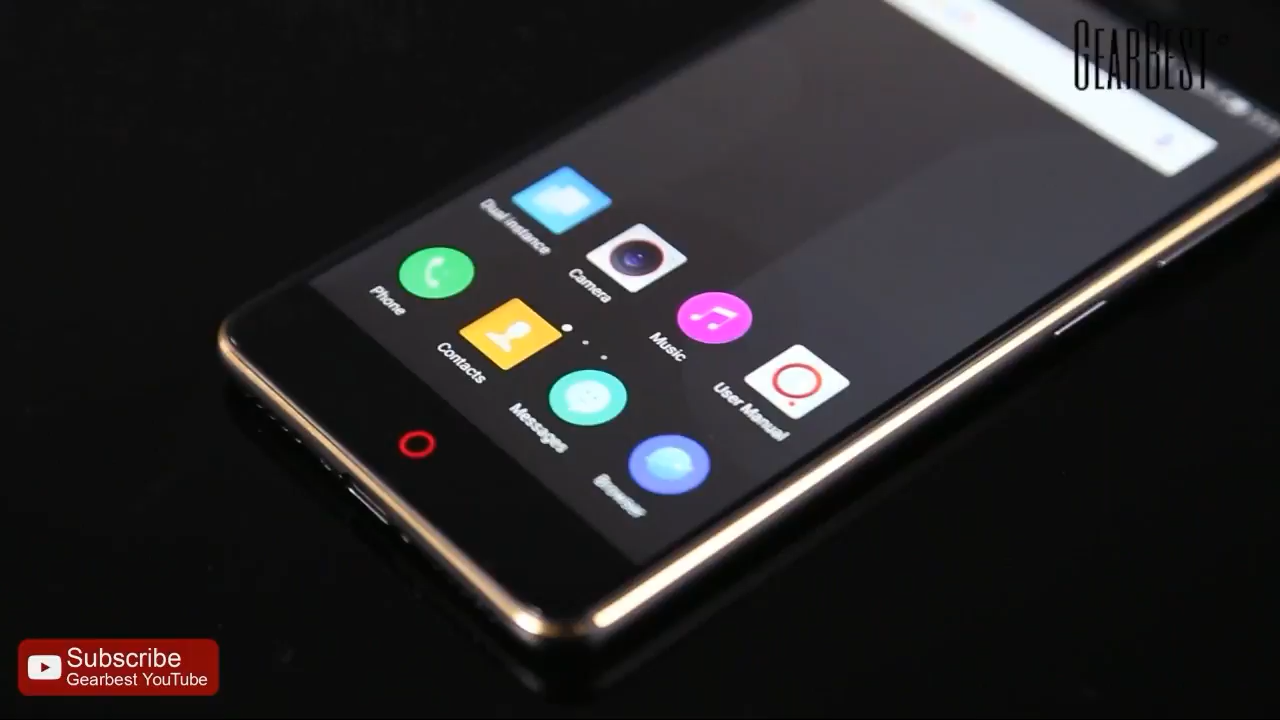 GEARBEST
Dual instance
Camera
Music
User Manual
Phone
Contacts
Messages
Browser
Subscribe
Gearbest YouTube